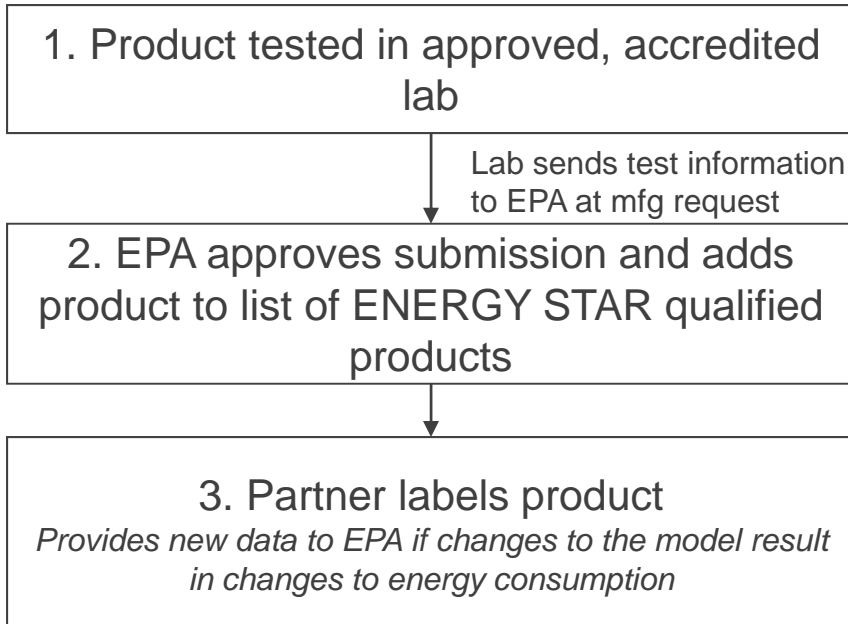 1. Product tested in approved, accredited
lab
Lab sends test information
to EPA at mfg request
2. EPA approves submission and adds
product to list of ENERGY STAR qualified
products
3. Partner labels product
Provides new data to EPA if changes to the model result
in changes to energy consumption